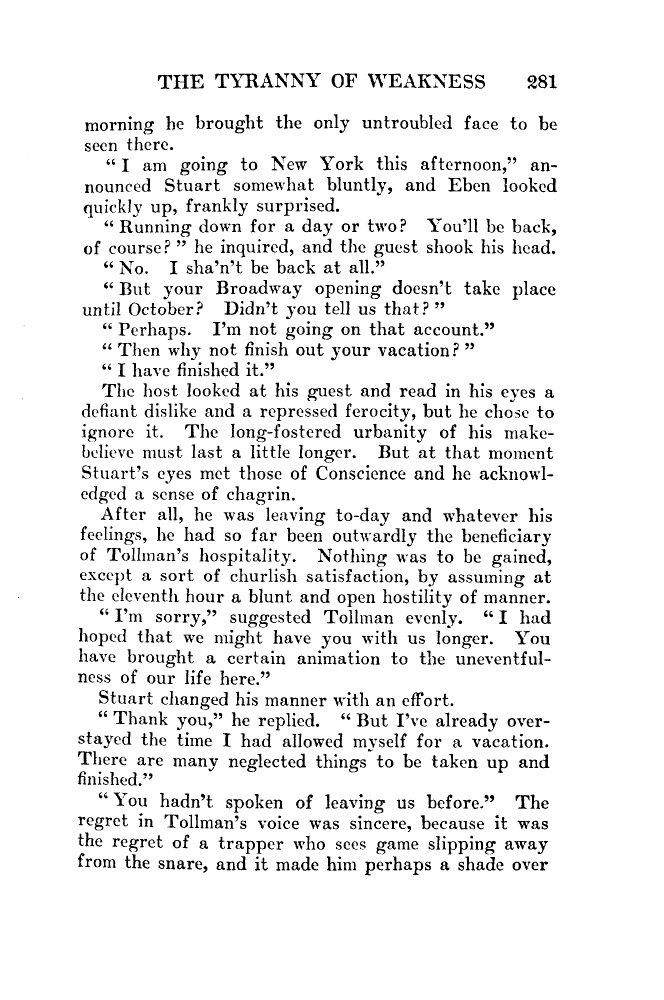 THE TYRANNY OF WEAKNESS 281
morning he brought the only untroubled face to be
seen there.
“ I am going to New York this afternoon,” an-
nounced Stuart somewhat bluntly, and Eben looked
quickly up, frankly surprised.
“ Running down for a day or two? You'll be back,
of course? ” he inquired, and the guest shook his head.
“ No. I sha'n't be back at all.”
“ But your Broadway opening doesn't take place
until October? Didn't you tell us that? ”
“ Perhaps. I'm not going on that account.”
“ Then why not finish out your vacation? ”
“ I have finished it.”
The host looked at his guest and read in his eyes a
defiant dislike and a repressed ferocity, but he chose to
ignore it. The long-fostered urbanity of his make-
believe must last a little longer. But at that moment
Stuart's eyes met those of Conscience and he acknowl-
edged a sense of chagrin.
After all, he was leaving to-day and whatever his
feelings, he had so far been outwardly the beneficiary
of Tollman's hospitality. Nothing was to be gained,
except a sort of churlish satisfaction, by assuming at
the eleventh hour a blunt and open hostility of manner.
“ I'm sorry,” suggested Tollman evenly. “ I had
hoped that we might have you with us longer. You
have brought a certain animation to the uneventful-
ness of our life here.”
Stuart changed his manner with an effort.
“ Thank you,” he replied. “ But I've already over-
stayed the time I had allowed myself for a vacation.
There are many neglected things to be taken up and
finished.”
“ You hadn't spoken of leaving us before.” The
regret in Tollman's voice was sincere, because it was
the regret of a trapper who sees game slipping away
from the snare, and it made him perhaps a shade over